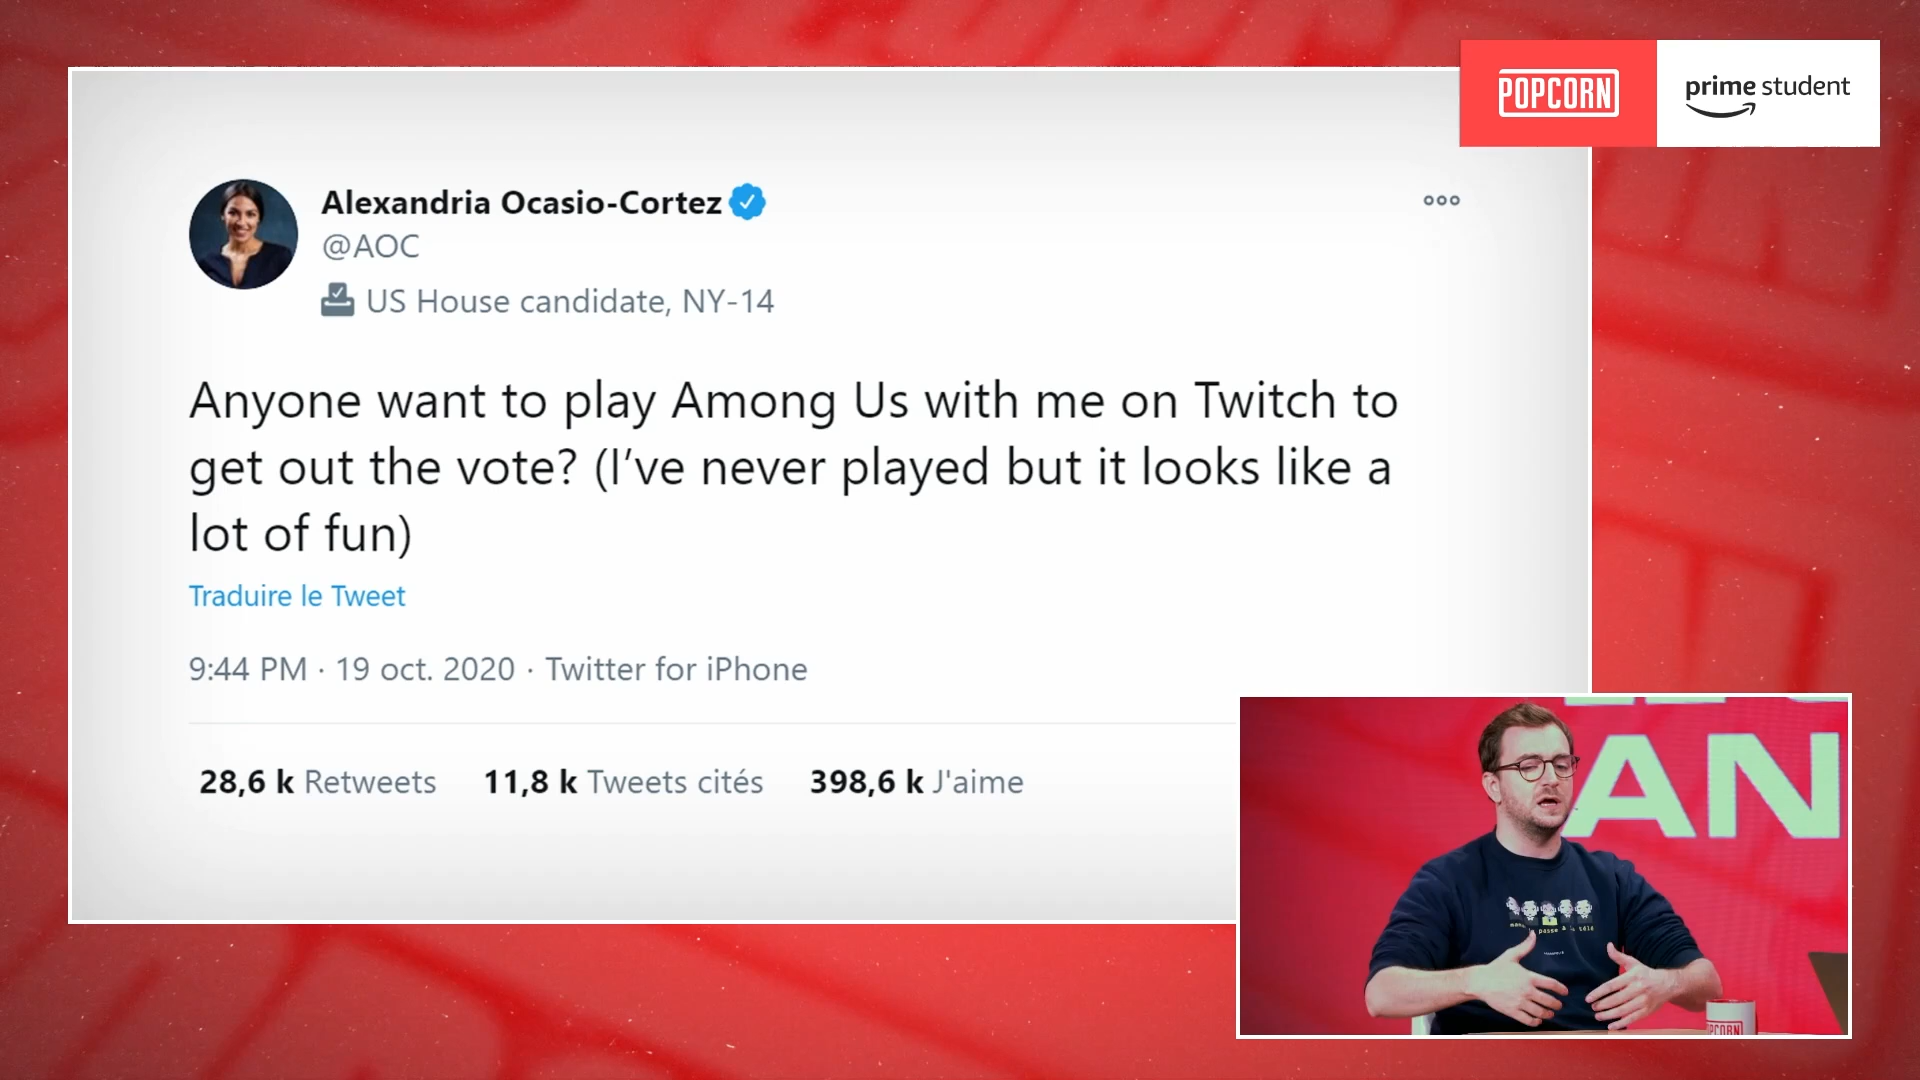 POPCORN
prime student
Alexandria Ocasio-Cortez
@AOC
US House candidate, NY-14
Anyone want to play Among Us with me on Twitch to
get out the vote? (I've never played but it looks like a
lot of fun)
Traduire le Tweet
9:44 PM · 19 oct. 2020 · Twitter for iPhone
28,6 k Retweets 11,8 k Tweets cités 398,6 k J'aime
AN